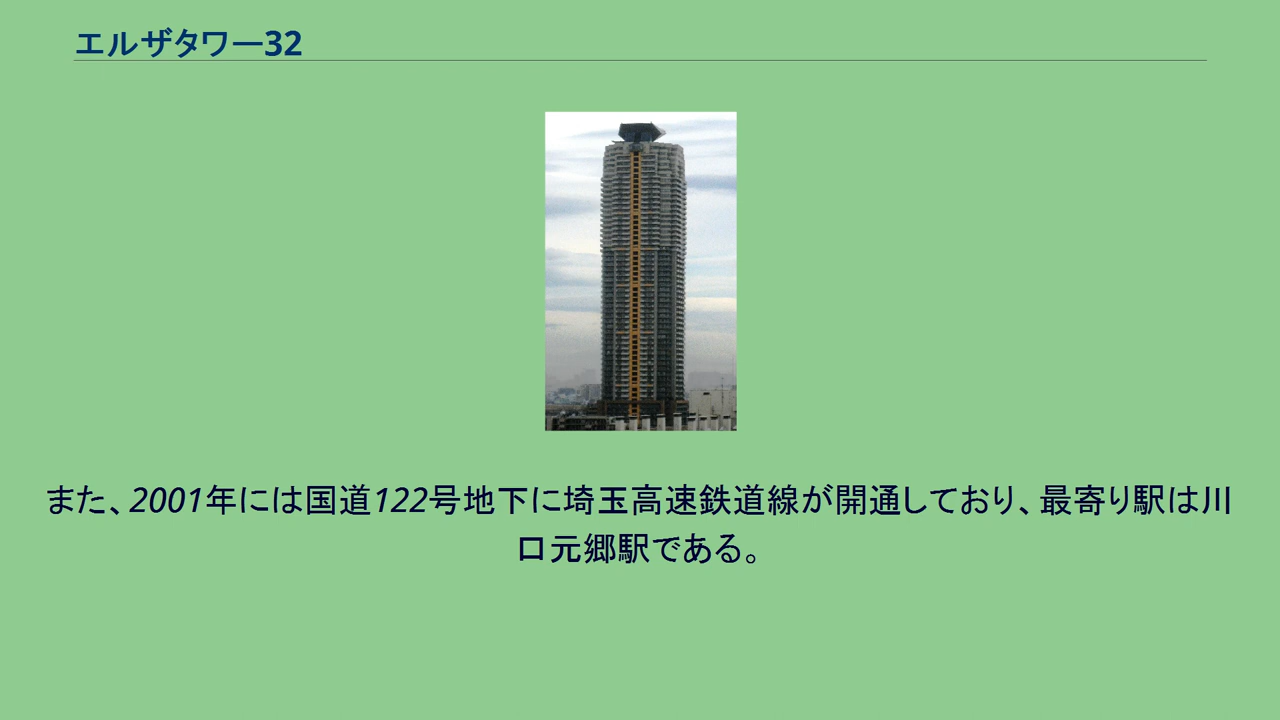 エルザタワー32
また、2001年には国道122号地下に埼玉高速鉄道線が開通しており、最寄り駅は川
口元郷駅である。